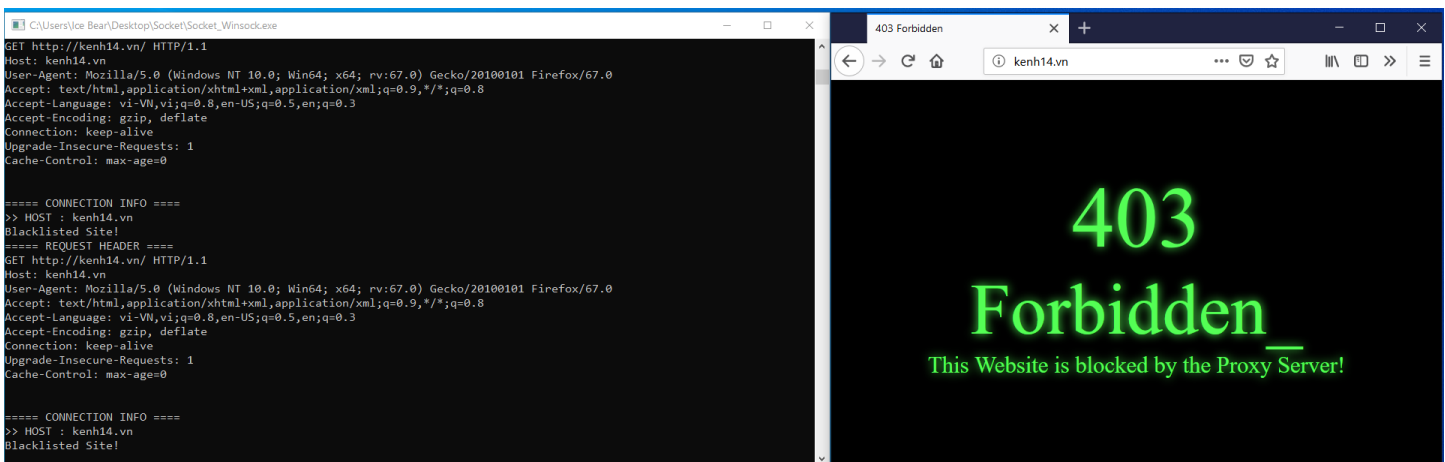 C:\Users\Ice Bear\Desktop\Socket\Socket_Winsock.exe
GET http://kenh14.vn/ HTTP/1.1
Host: kenh14.vn
User-Agent: Mozilla/5.0 (Windows NT 10.0; Win64; x64; rv:67.0) Gecko/20100101 Firefox/67.0
Accept: text/html,application/xhtml+xml,application/xml;q=0.9,*/*;q=0.8
Accept-Language: vi-VN,vi;q=0.8,en-US;q=0.5,en;q=0.3
Accept-Encoding: gzip, deflate
Connection: keep-alive
Upgrade-Insecure-Requests: 1
Cache-Control: max-age=0
===== CONNECTION INFO ====
>> HOST : kenh14.vn
Blacklisted Site!
===== REQUEST HEADER ====
GET http://kenh14.vn/ HTTP/1.1
Host: kenh14.vn
User-Agent: Mozilla/5.0 (Windows NT 10.0; Win64; x64; rv:67.0) Gecko/20100101 Firefox/67.0
Accept: text/html,application/xhtml+xml,application/xml;q=0.9,*/*;q=0.8
Accept-Language: vi-VN,vi;q=0.8,en-US;q=0.5,en;q=0.3
Accept-Encoding: gzip, deflate
Connection: keep-alive
Upgrade-Insecure-Requests: 1
Cache-Control: max-age=0
===== CONNECTION INFO ====
>> HOST : kenh14.vn
Blacklisted Site!
403 Forbidden
kenh14.vn
403
Forbidden_
This Website is blocked by the Proxy Server!